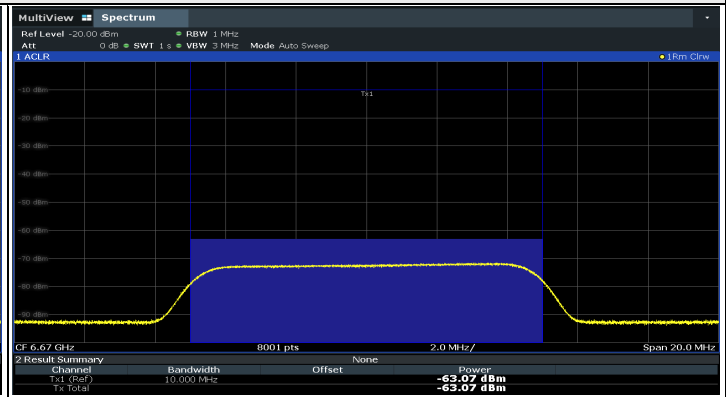 MultiView Spectrum
Ref Level -20.00 dBm RBW 1 MHz
Att 0 dB SWT 1 s VBW 3 MHz Mode Auto Sweep
1 ACLR 1Rm Clrw
Tx1
-10 dBm
-20 dBm
-30 dBm
-40 dBm
-50 dBm
-60 dBm
-70 dBm
-80 dBm
-90 dBm
CF 6.67 GHz 8001 pts 2.0 MHz/ Span 20.0 MHz
2 Result Summary None
Channel Bandwidth Offset Power
Tx1 (Ref) 10.000 MHz -63.07 dBm
Tx Total -63.07 dBm